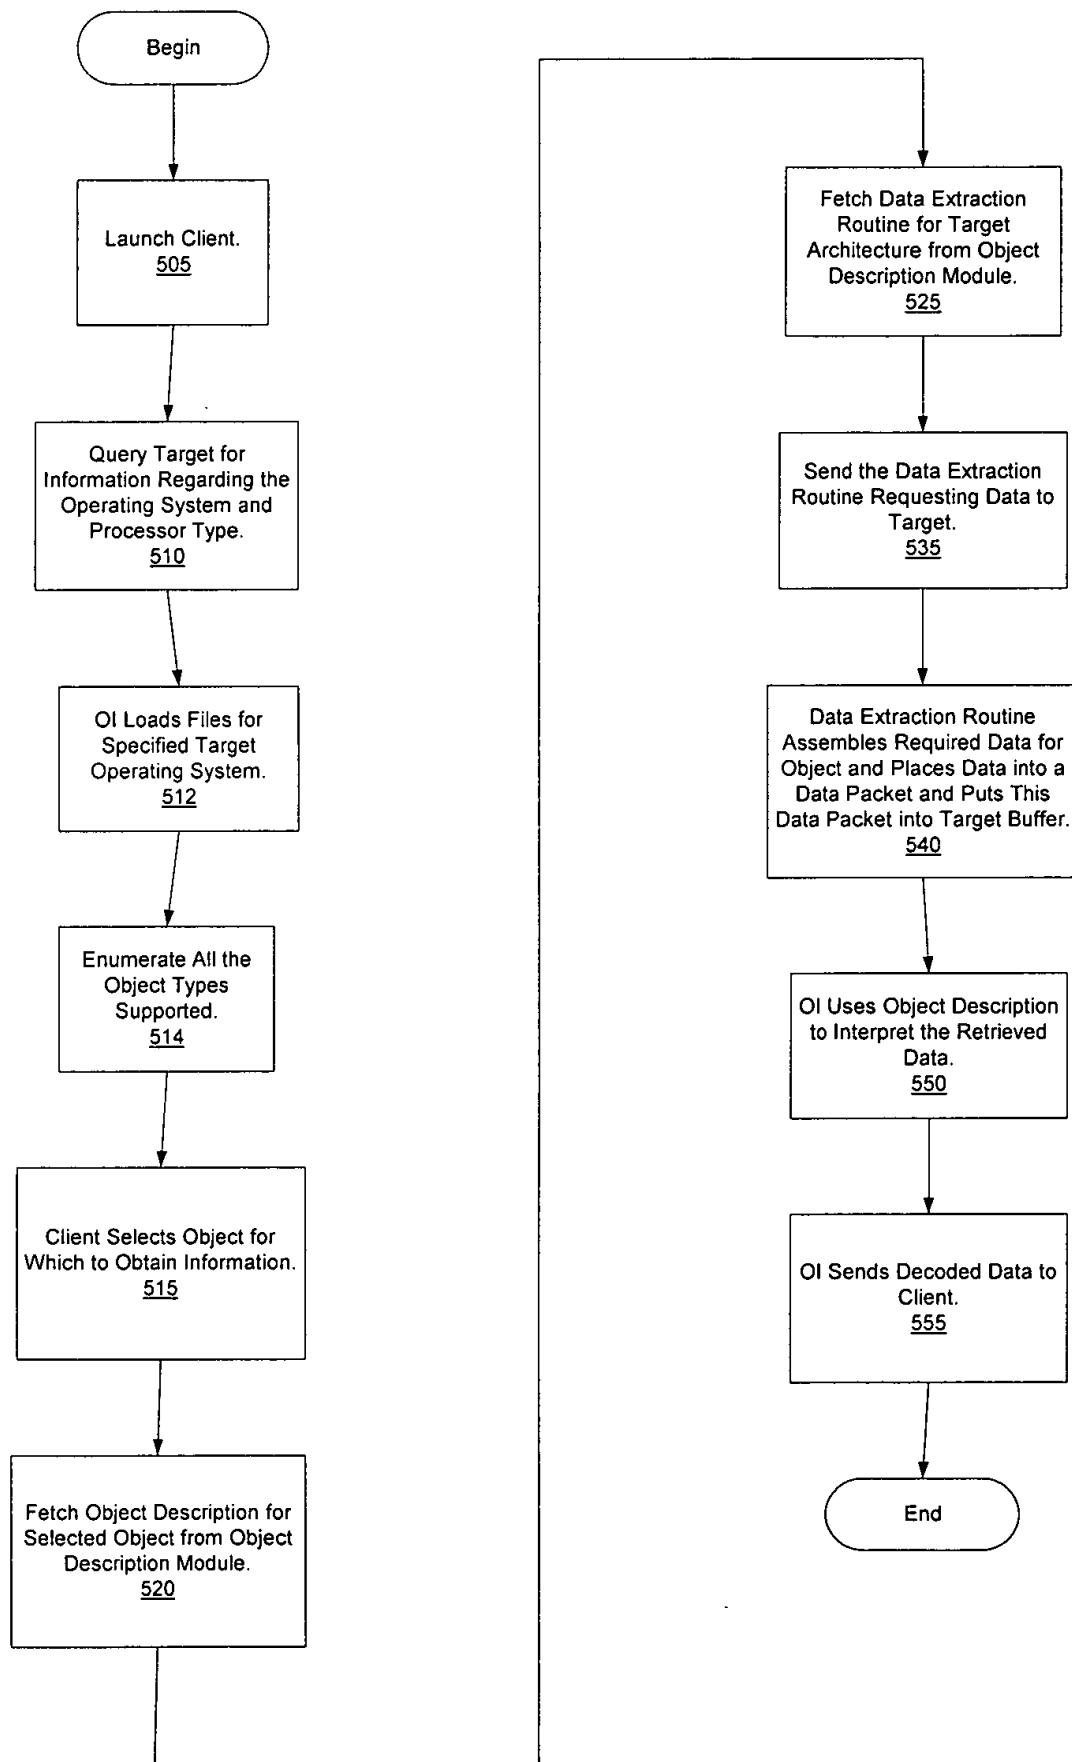 Begin
Launch Client.
505
Query Target for
Information Regarding the
Operating System and
Processor Type.
510
OI Loads Files for
Specified Target
Operating System.
512
Enumerate All the
Object Types
Supported.
514
Client Selects Object for
Which to Obtain Information.
515
Fetch Object Description for
Selected Object from Object
Description Module.
520
Fetch Data Extraction
Routine for Target
Architecture from Object
Description Module.
525
Send the Data Extraction
Routine Requesting Data to
Target.
535
Data Extraction Routine
Assembles Required Data for
Object and Places Data into a
Data Packet and Puts This
Data Packet into Target Buffer.
540
OI Uses Object Description
to Interpret the Retrieved
Data.
550
OI Sends Decoded Data to
Client.
555
End